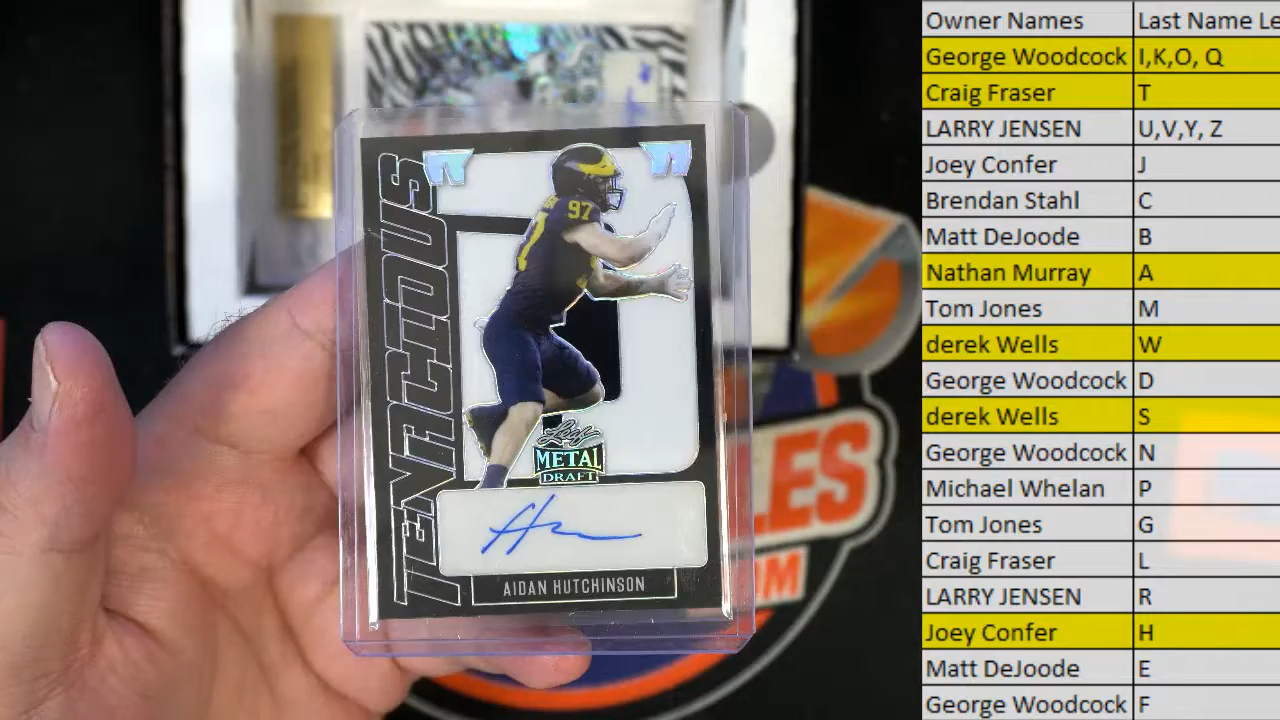 TENACIOUS
97
Leaf
METAL
DRAFT
AIDAN HUTCHINSON
LES
OM
Owner Names Last Name Le
George Woodcock I,K,O, Q
Craig Fraser T
LARRY JENSEN U,V,Y, Z
Joey Confer J
Brendan Stahl C
Matt DeJoode B
Nathan Murray A
Tom Jones M
derek Wells W
George Woodcock D
derek Wells S
George Woodcock N
Michael Whelan P
Tom Jones G
Craig Fraser L
LARRY JENSEN R
Joey Confer H
Matt DeJoode E
George Woodcock F